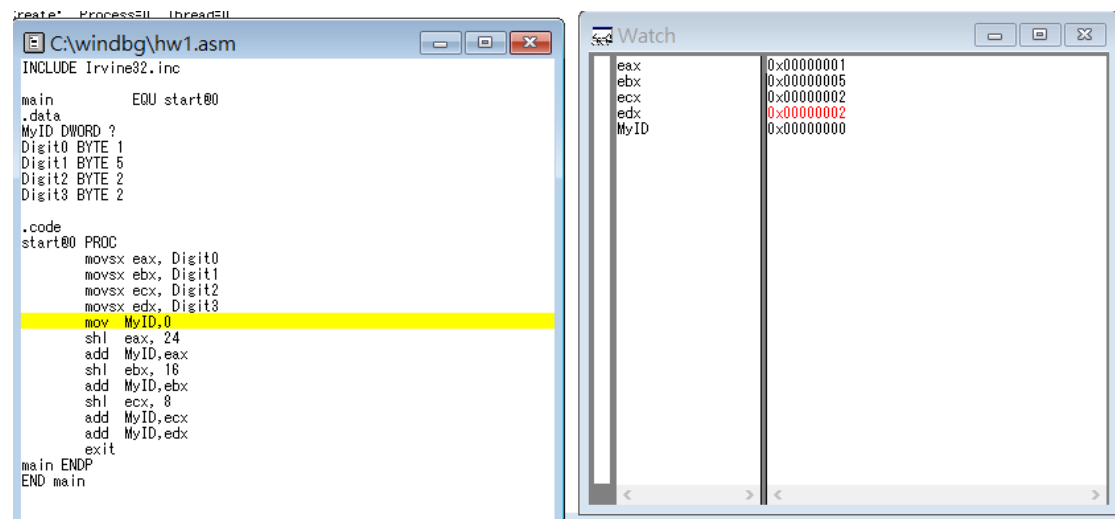 Process=0 Thread=0
C:\windbg\hw1.asm
INCLUDE Irvine32.inc
main EQU start@0
.data
MyID DWORD ?
Digit0 BYTE 1
Digit1 BYTE 5
Digit2 BYTE 2
Digit3 BYTE 2
.code
start@0 PROC
movsx eax, Digit0
movsx ebx, Digit1
movsx ecx, Digit2
movsx edx, Digit3
mov MyID,0
shl eax, 24
add MyID,eax
shl ebx, 16
add MyID,ebx
shl ecx, 8
add MyID,ecx
add MyID,edx
exit
main ENDP
END main
Watch
eax 0x00000001
ebx 0x00000005
ecx 0x00000002
edx 0x00000002
MyID 0x00000000